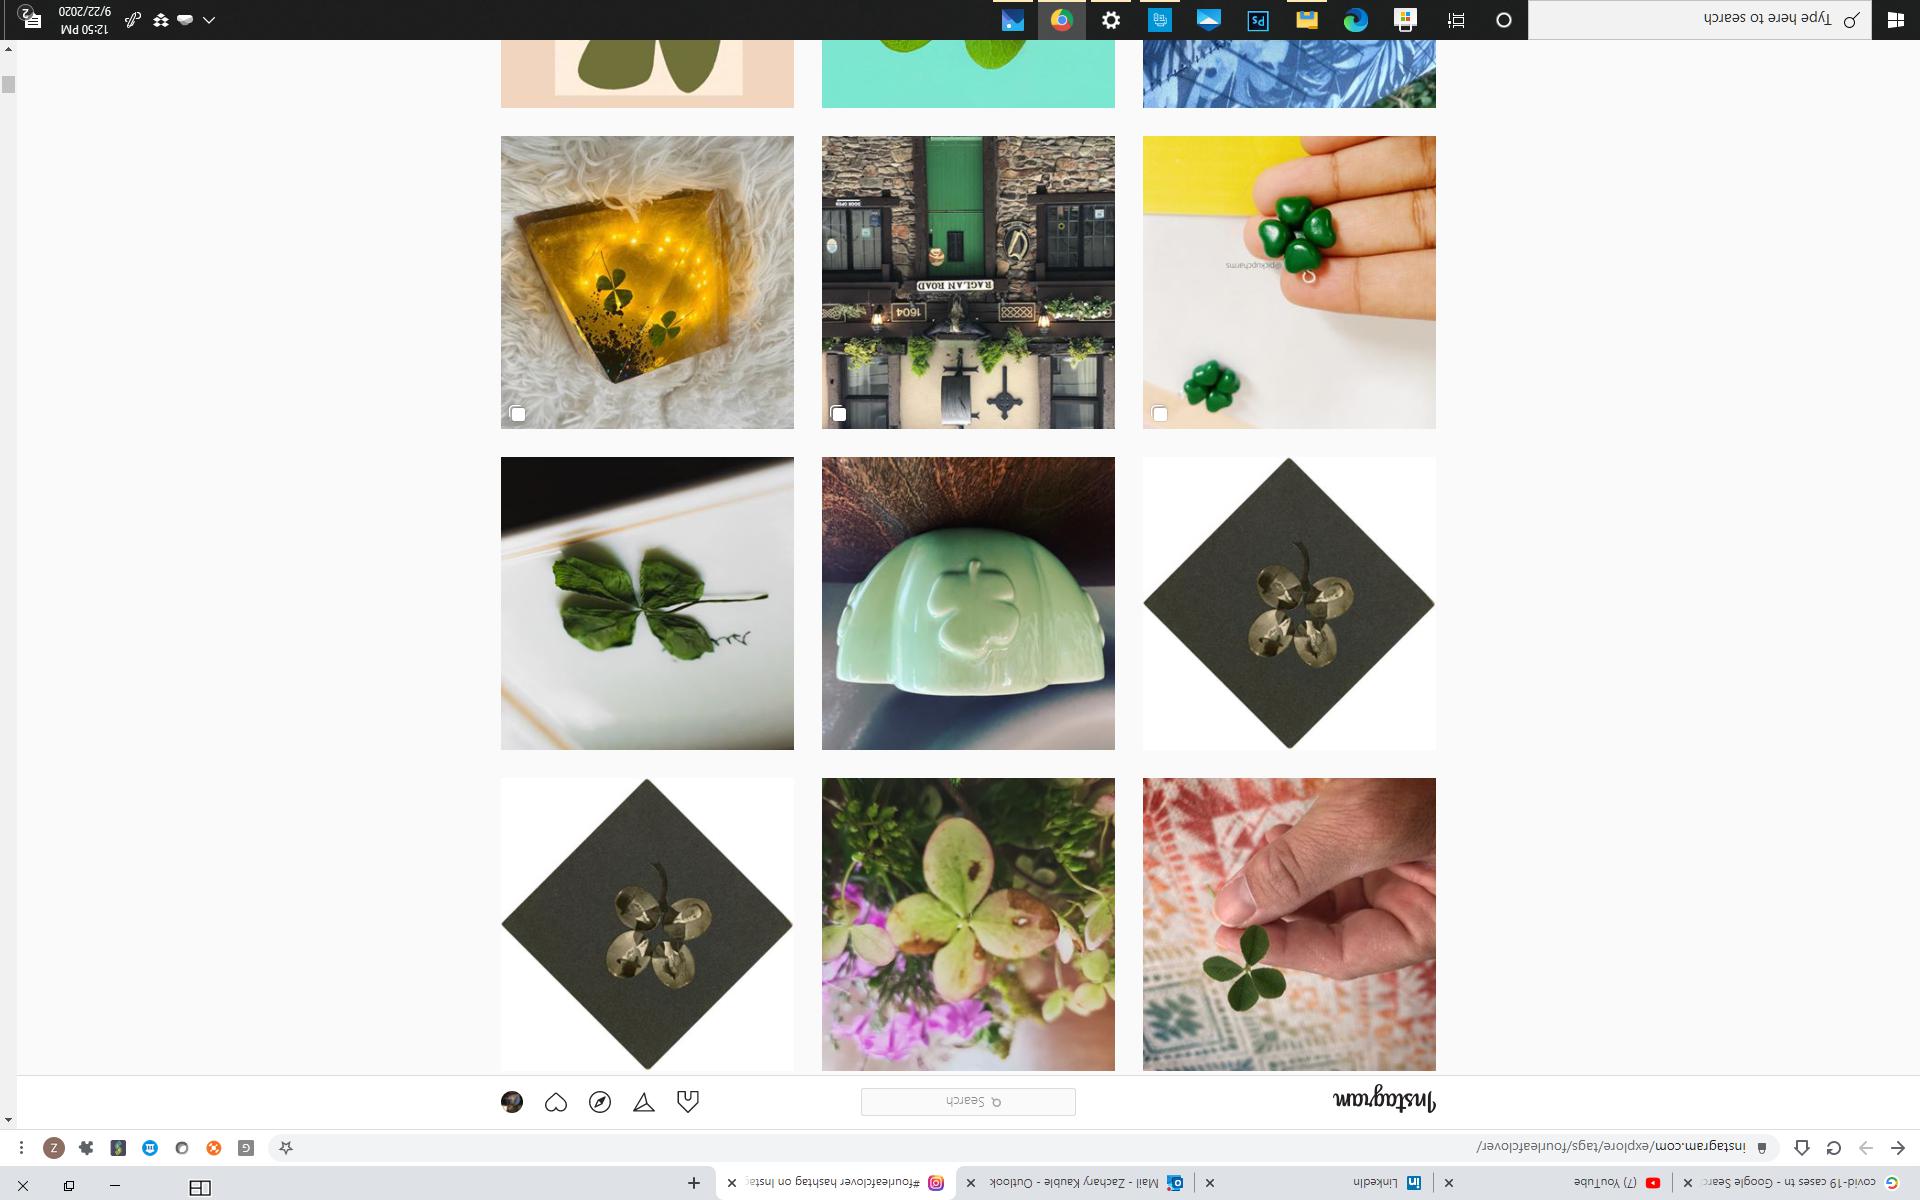 covid-19 cases tn - Google Searc
(7) YouTube
LinkedIn
Mail - Zachary Kauble - Outlook
#fourleafclover hashtag on Insta
instagram.com/explore/tags/fourleafclover/
G
Z
Instagram
Search
@pickupcharms
1604
RAGLAN ROAD
Type here to search
Ps
12:50 PM
9/22/2020
2